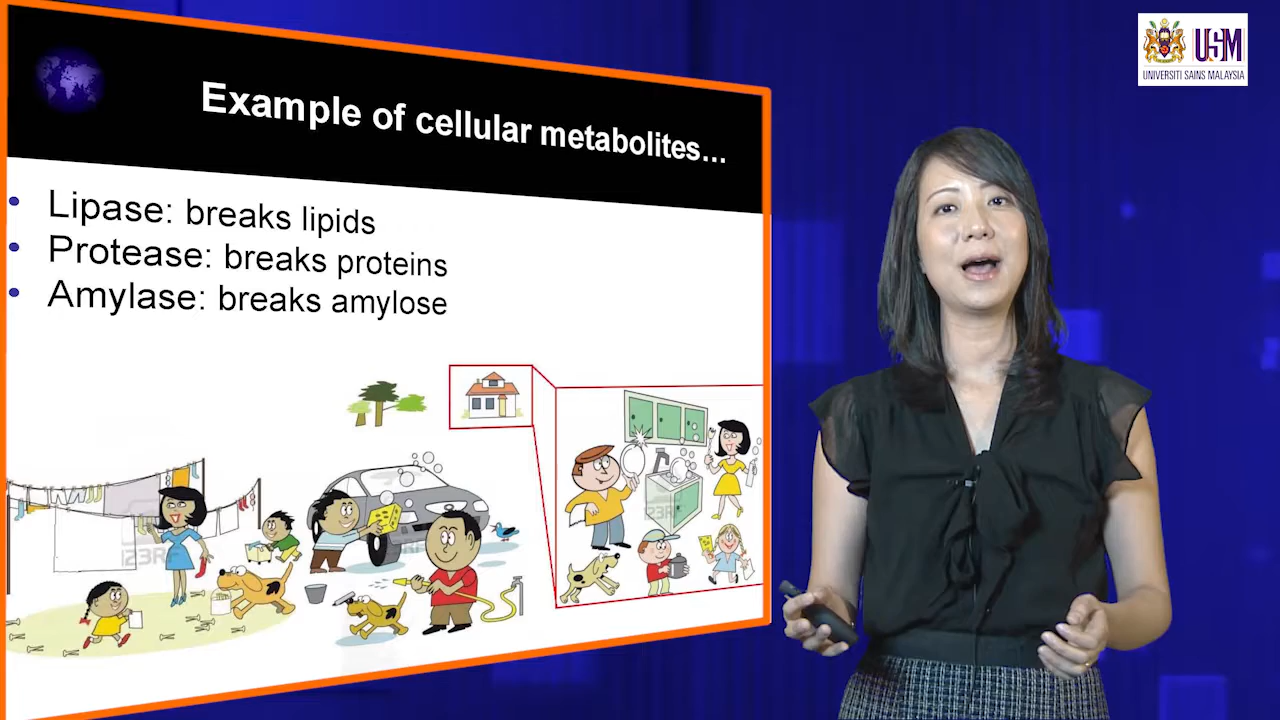 Example of cellular metabolites...
• Lipase: breaks lipids
• Protease: breaks proteins
• Amylase: breaks amylose
USM
UNIVERSITI SAINS MALAYSIA